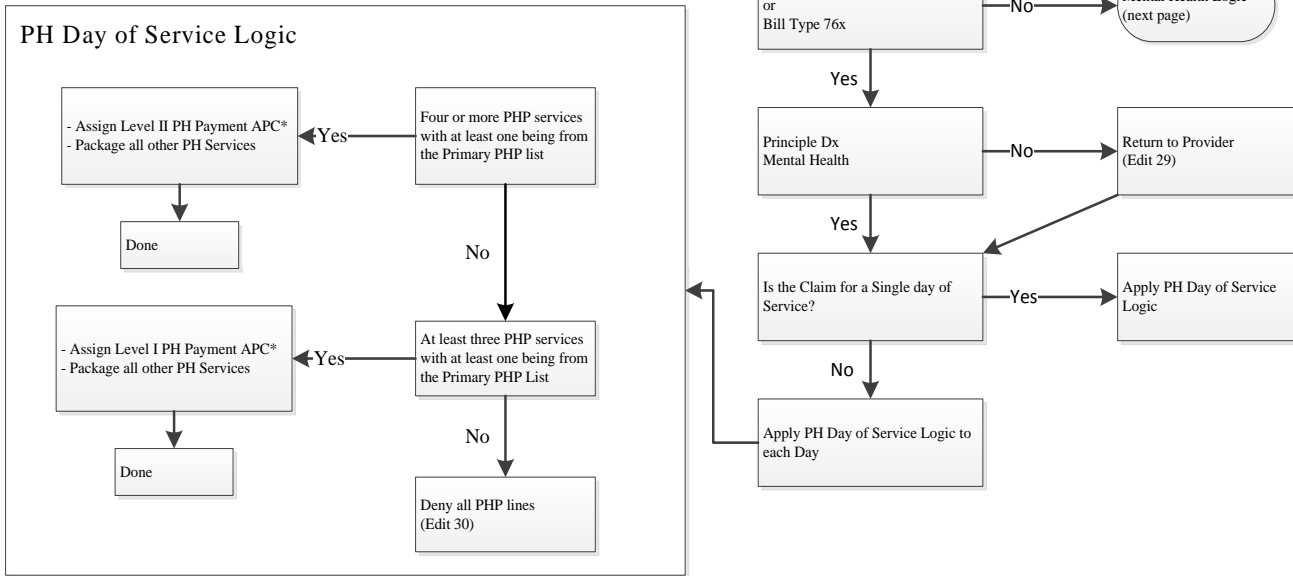 PH Day of Service Logic
- Assign Level II PH Payment APC*
- Package all other PH Services
Yes
Four or more PHP services
with at least one being from
the Primary PHP list
Done
No
- Assign Level I PH Payment APC*
- Package all other PH Services
Yes
At least three PHP services
with at least one being from
the Primary PHP List
Done
No
Deny all PHP lines
(Edit 30)
or
Bill Type 76x
No
(next page)
Yes
Principle Dx
Mental Health
No
Return to Provider
(Edit 29)
Yes
Is the Claim for a Single day of
Service?
Yes
Apply PH Day of Service
Logic
No
Apply PH Day of Service Logic to
each Day